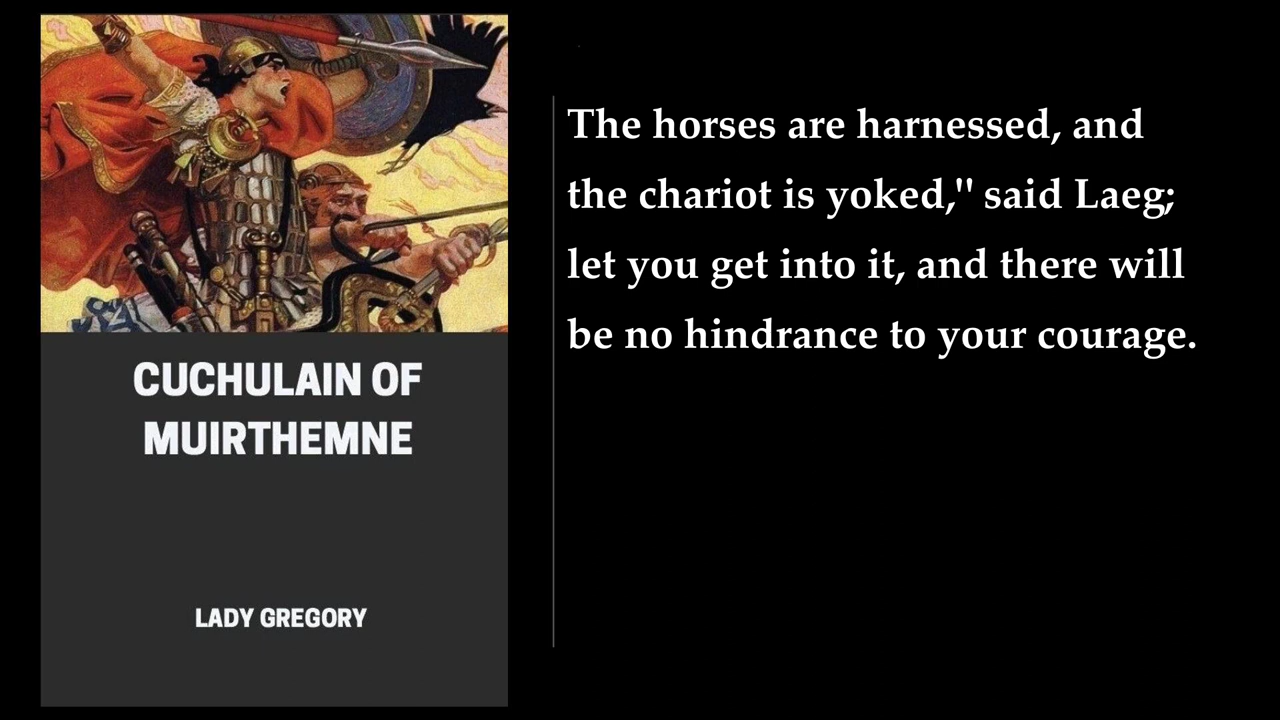 CUCHULAIN OF
MUIRTHEMNE
LADY GREGORY
The horses are harnessed, and
the chariot is yoked," said Laeg;
let you get into it, and there will
be no hindrance to your courage.